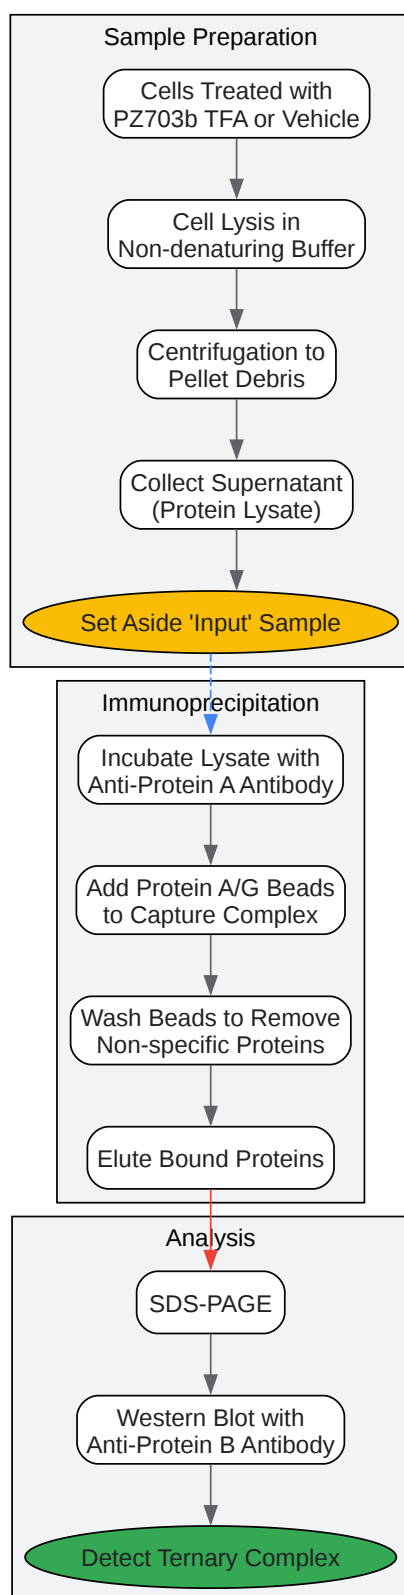 Sample Preparation
Cells Treated with
PZ703b TFA or Vehicle
Cell Lysis in
Non-denaturing Buffer
Centrifugation to
Pellet Debris
Collect Supernatant
(Protein Lysate)
Set Aside 'Input' Sample
Immunoprecipitation
Incubate Lysate with
Anti-Protein A Antibody
Add Protein A/G Beads
to Capture Complex
Wash Beads to Remove
Non-specific Proteins
Elute Bound Proteins
Analysis
SDS-PAGE
Western Blot with
Anti-Protein B Antibody
Detect Ternary Complex